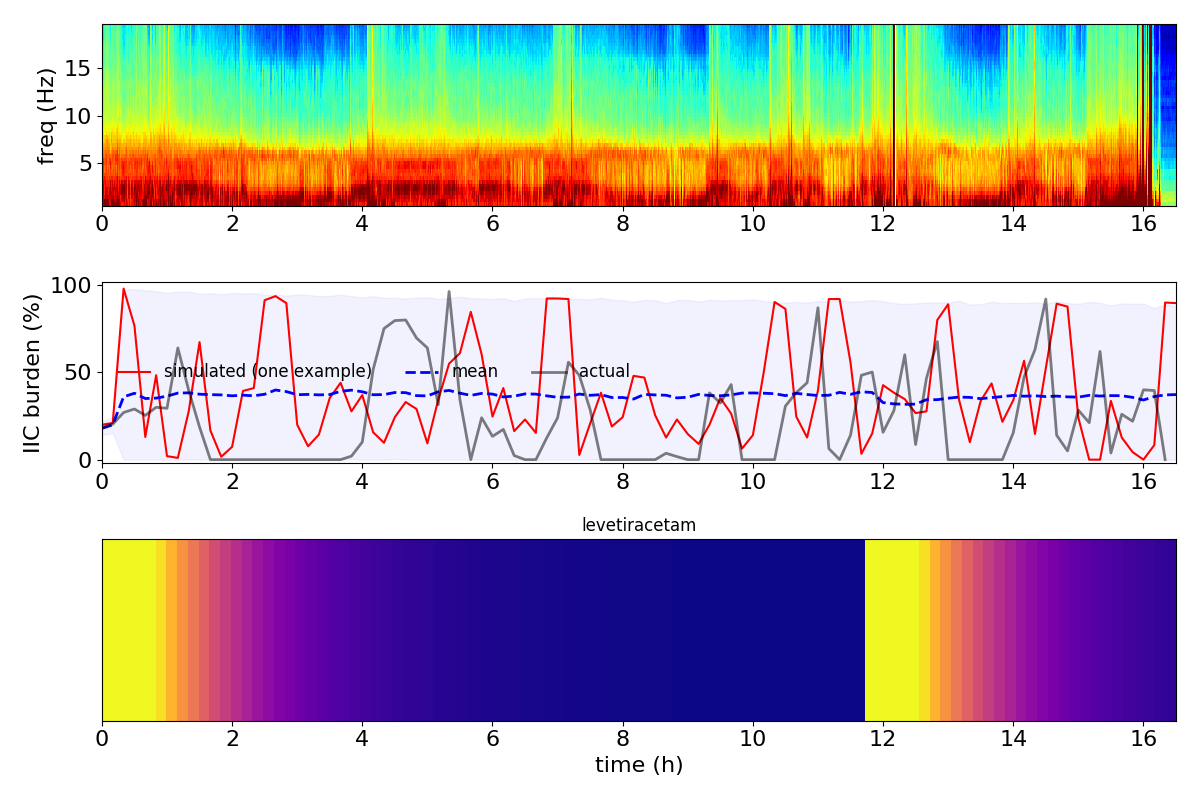 freq (Hz)
15
10
5
0 2 4 6 8 10 12 14 16
IIC burden (%)
100
50
0
simulated (one example) mean actual
0 2 4 6 8 10 12 14 16
levetiracetam
0 2 4 6 8 10 12 14 16
time (h)